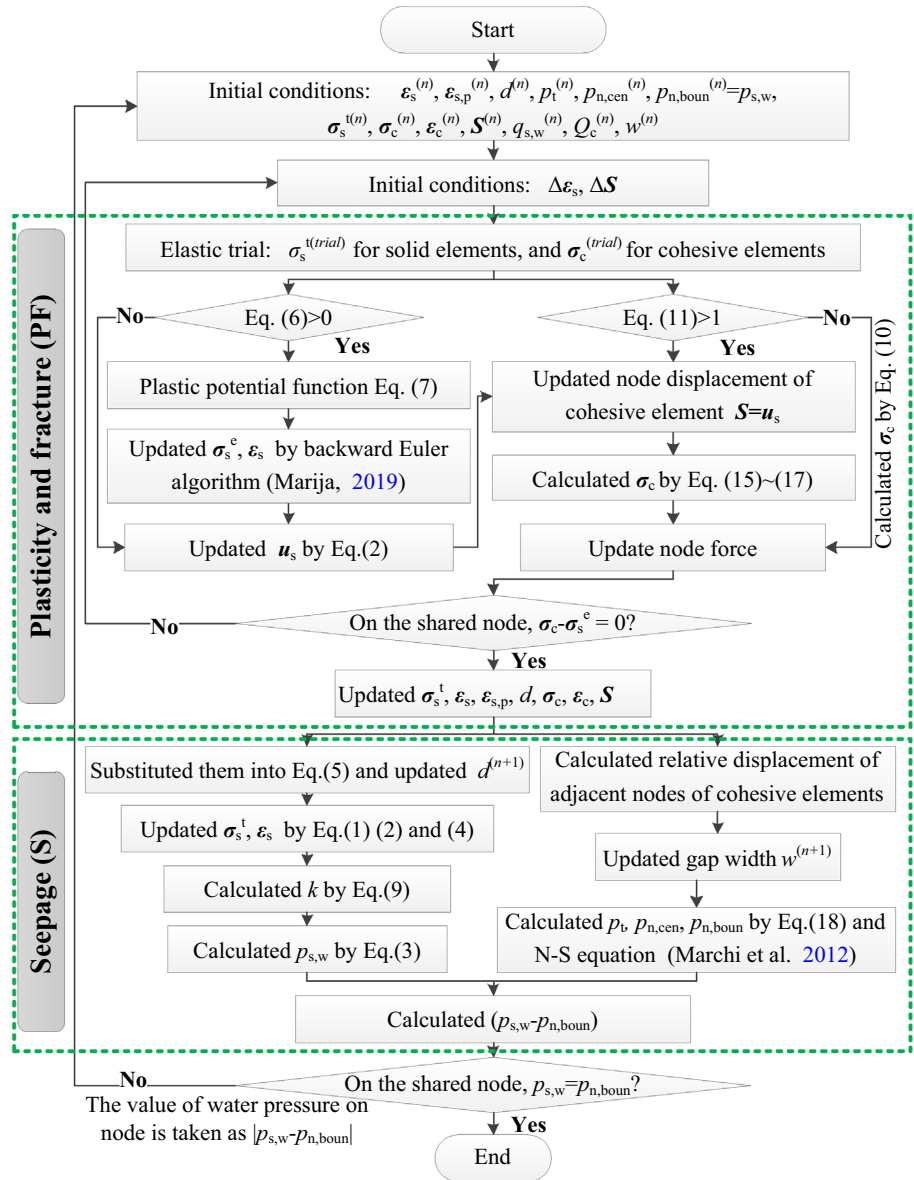 Start
Initial conditions: εs(n), εs,p(n), d(n), pt(n), pn,cen(n), pn,boun(n)=ps,w,
σst(n), σc(n), εc(n), S(n), qs,w(n), Qc(n), w(n)
Initial conditions: Δεs, ΔS
Plasticity and fracture (PF)
Elastic trial: σst(trial) for solid elements, and σc(trial) for cohesive elements
No
Eq. (6)>0
Yes
Eq. (11)>1
No
Yes
Calculated σc by Eq. (10)
Plastic potential function Eq. (7)
Updated σse, εs by backward Euler
algorithm (Marija, 2019)
Updated us by Eq.(2)
Updated node displacement of
cohesive element S=us
Calculated σc by Eq. (15)~(17)
Update node force
On the shared node, σc-σse = 0?
No
Yes
Updated σst, εs, εs,p, d, σc, εc, S
Seepage (S)
Substituted them into Eq.(5) and updated d(n+1)
Updated σst, εs by Eq.(1) (2) and (4)
Calculated k by Eq.(9)
Calculated ps,w by Eq.(3)
Calculated relative displacement of
adjacent nodes of cohesive elements
Updated gap width w(n+1)
Calculated pt, pn,cen, pn,boun by Eq.(18) and
N-S equation (Marchi et al. 2012)
Calculated (ps,w-pn,boun)
On the shared node, ps,w=pn,boun?
No
The value of water pressure on
node is taken as |ps,w-pn,boun|
Yes
End